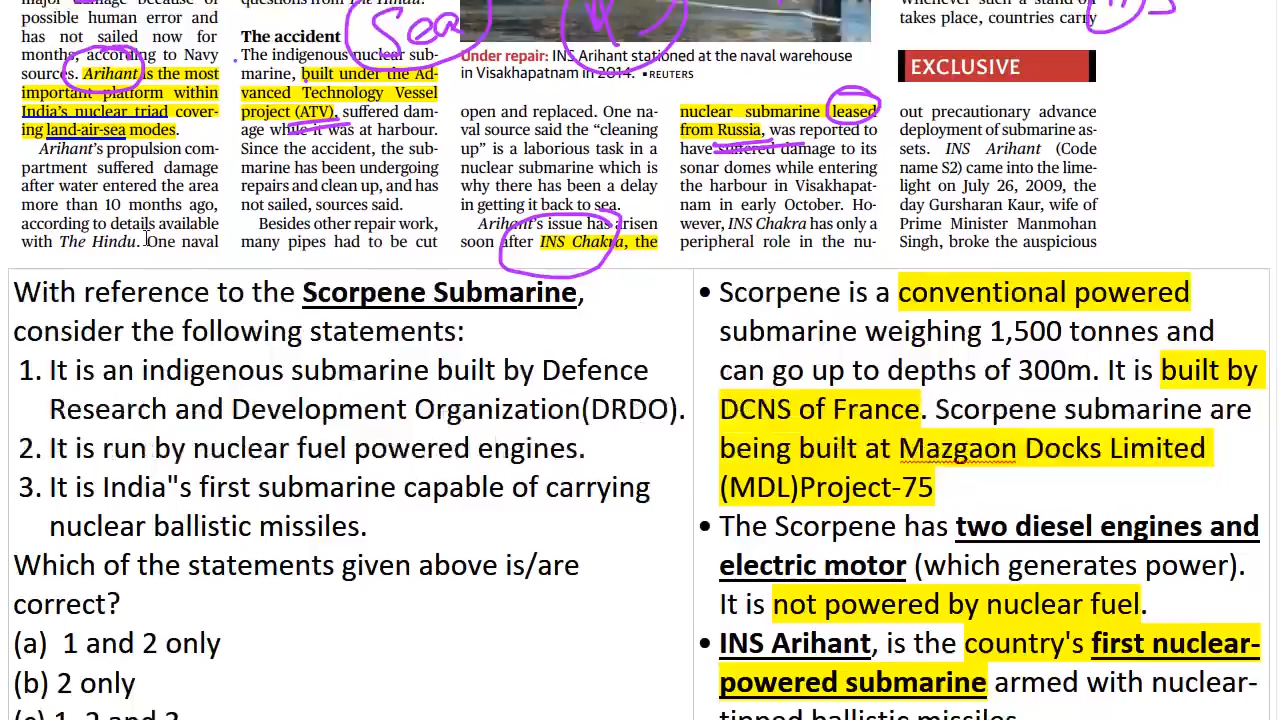 major damage because of
possible human error and
has not sailed now for
months, according to Navy
sources. Arihant is the most
important platform within
India's nuclear triad cover-
ing land-air-sea modes.
Arihant's propulsion com-
partment suffered damage
after water entered the area
more than 10 months ago,
according to details available
with The Hindu. One naval
questions from The Hindu.
The accident
The indigenous nuclear sub-
marine, built under the Ad-
vanced Technology Vessel
project (ATV), suffered dam-
age while it was at harbour.
Since the accident, the sub-
marine has been undergoing
repairs and clean up, and has
not sailed, sources said.
Besides other repair work,
many pipes had to be cut
Sea
Under repair: INS Arihant stationed at the naval warehouse
in Visakhapatnam in 2014. • REUTERS
open and replaced. One na-
val source said the “cleaning
up” is a laborious task in a
nuclear submarine which is
why there has been a delay
in getting it back to sea.
Arihant's issue has arisen
soon after INS Chakra, the
nuclear submarine leased
from Russia, was reported to
have suffered damage to its
sonar domes while entering
the harbour in Visakhapat-
nam in early October. Ho-
wever, INS Chakra has only a
peripheral role in the nu-
Whenever such a stand-
takes place, countries carry
EXCLUSIVE
out precautionary advance
deployment of submarine as-
sets. INS Arihant (Code
name S2) came into the lime-
light on July 26, 2009, the
day Gursharan Kaur, wife of
Prime Minister Manmohan
Singh, broke the auspicious
With reference to the Scorpene Submarine,
consider the following statements:
1. It is an indigenous submarine built by Defence
Research and Development Organization(DRDO).
2. It is run by nuclear fuel powered engines.
3. It is India"s first submarine capable of carrying
nuclear ballistic missiles.
Which of the statements given above is/are
correct?
(a) 1 and 2 only
(b) 2 only
(c) 1, 2 and 3
• Scorpene is a conventional powered
submarine weighing 1,500 tonnes and
can go up to depths of 300m. It is built by
DCNS of France. Scorpene submarine are
being built at Mazgaon Docks Limited
(MDL)Project-75
• The Scorpene has two diesel engines and
electric motor (which generates power).
It is not powered by nuclear fuel.
• INS Arihant, is the country's first nuclear-
powered submarine armed with nuclear-
tipped ballistic missiles